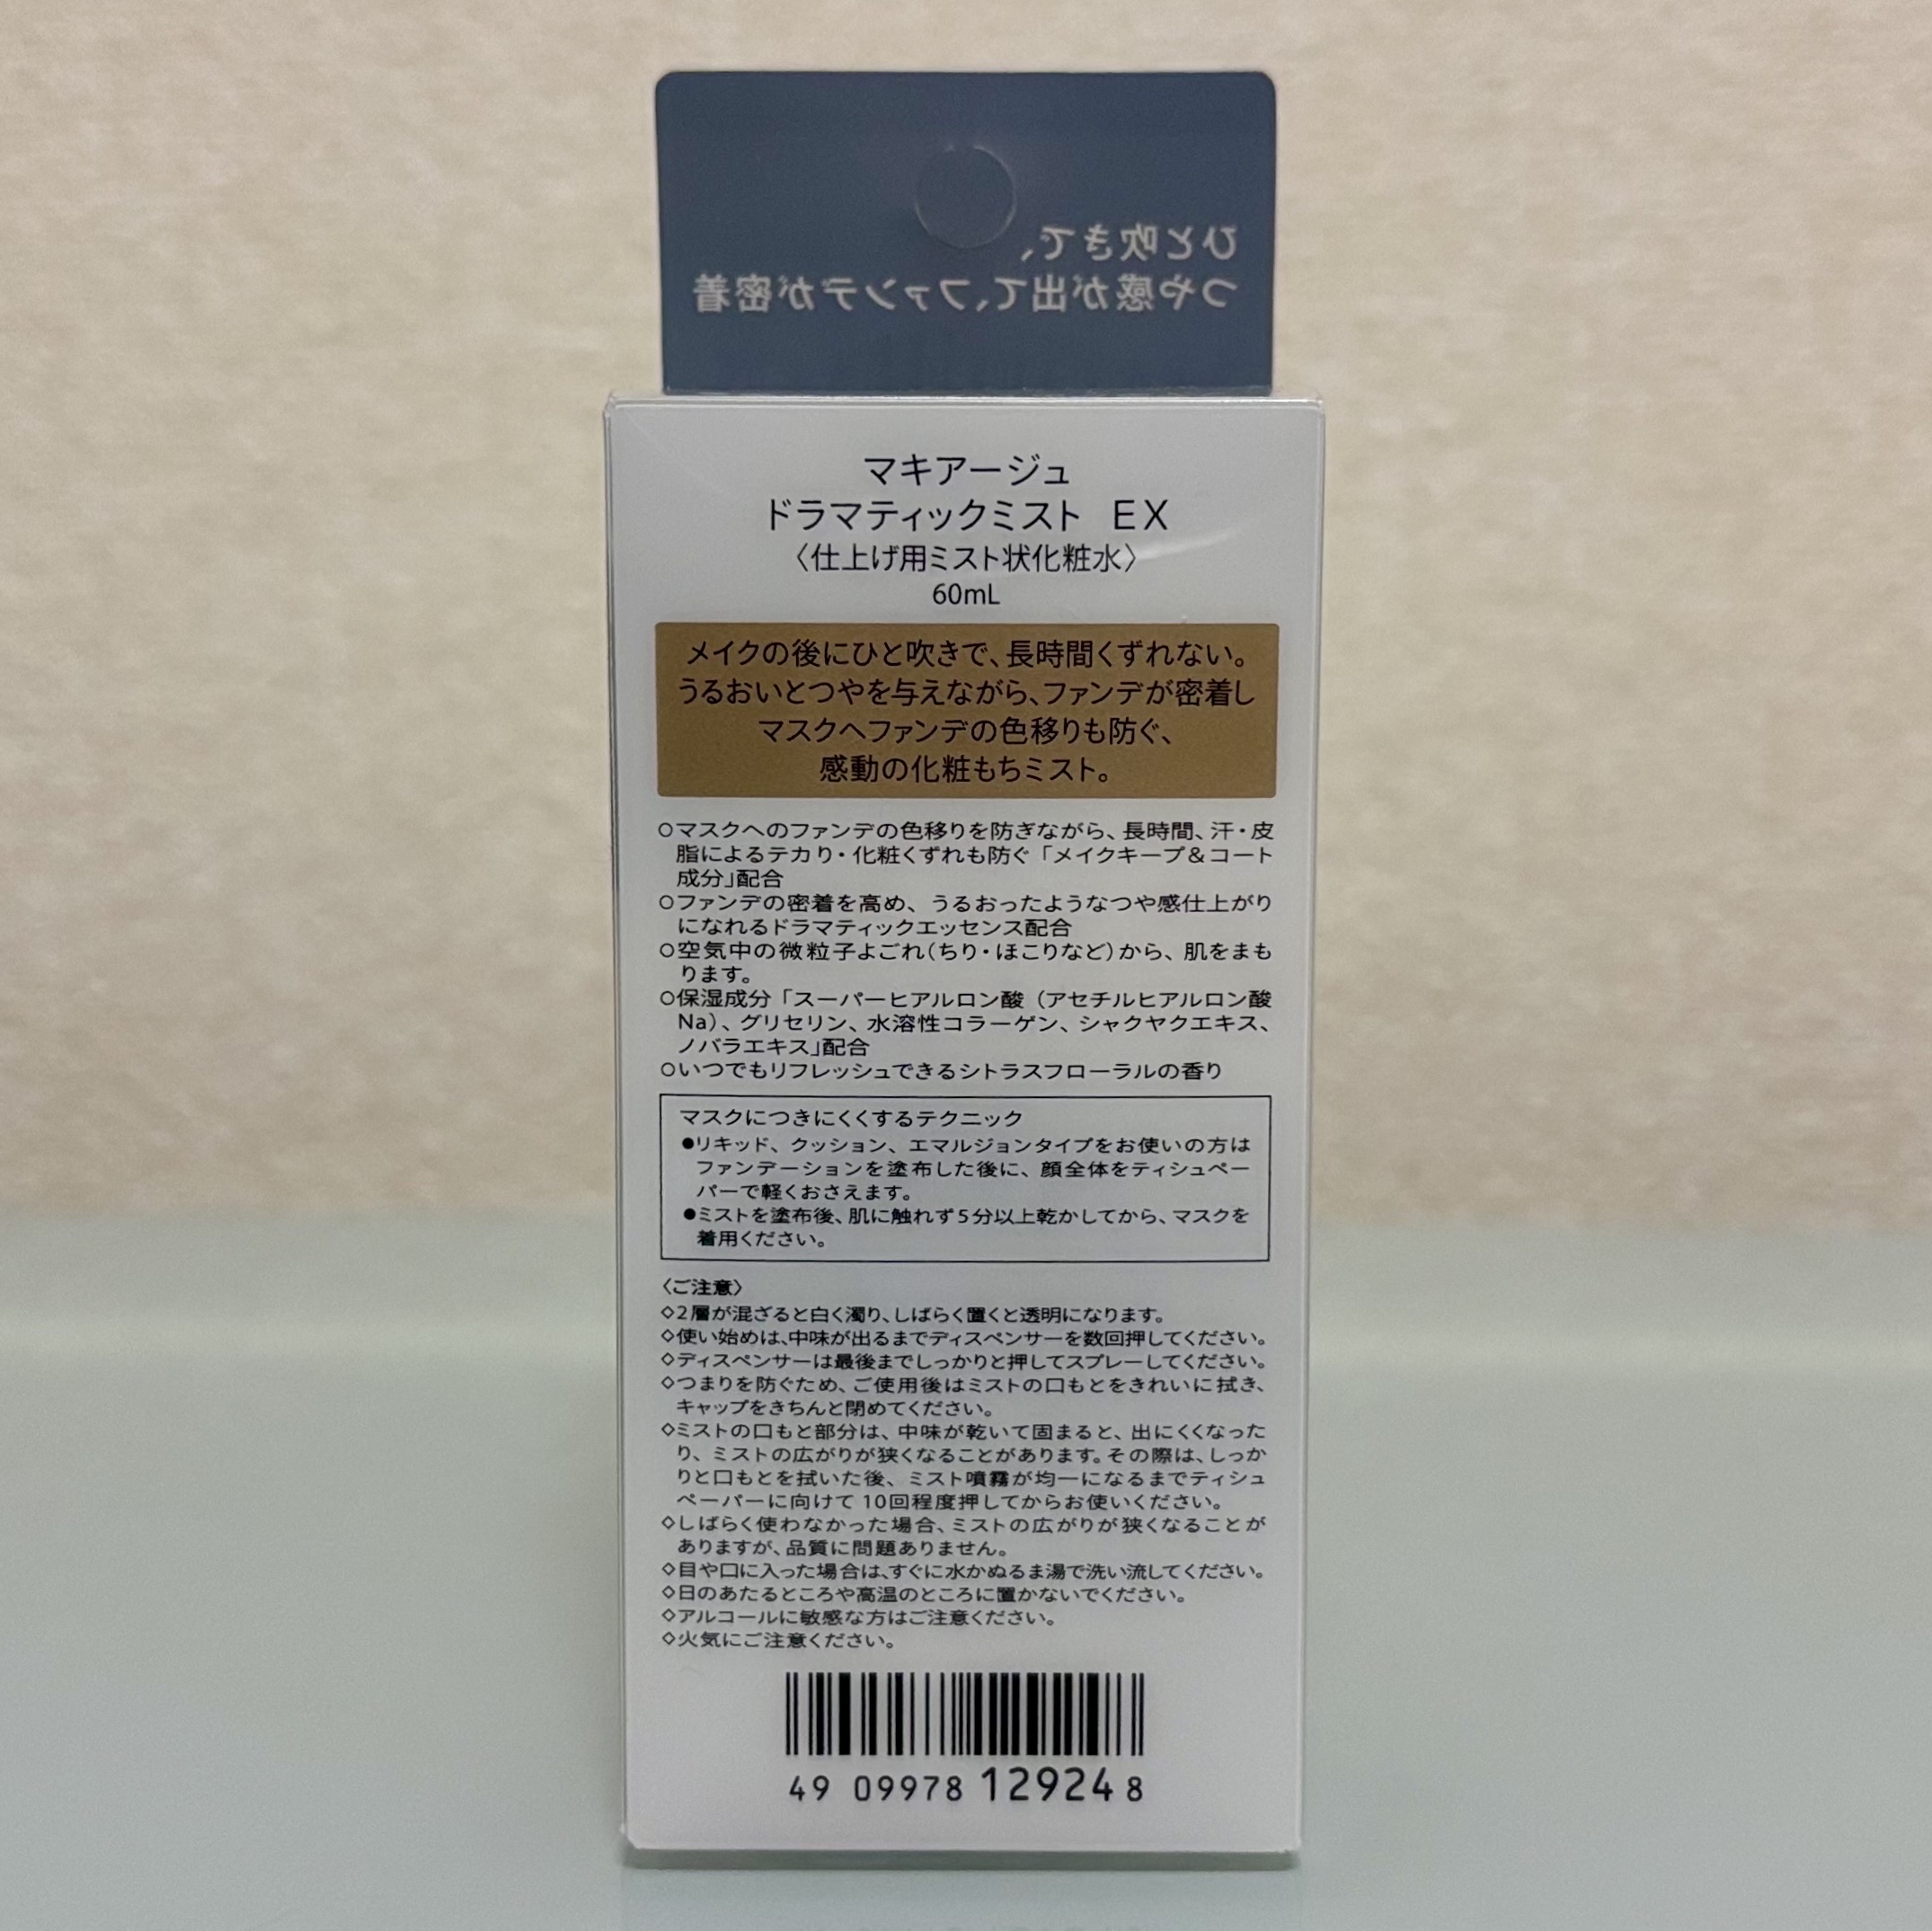 ひと吹きで、
つや感が出て、ファンデが密着
マキアージュ
ドラマティックミスト EX
〈仕上げ用ミスト状化粧水〉
60mL
メイクの後にひと吹きで、長時間くずれない。
うるおいとつやを与えながら、ファンデが密着し
マスクへファンデの色移りも防ぐ、
感動の化粧もちミスト。
○マスクへのファンデの色移りを防ぎながら、長時間、汗・皮
脂によるテカリ・化粧くずれも防ぐ「メイクキープ&コート
成分」配合
○ファンデの密着を高め、うるおったようなつや感仕上がり
になれるドラマティックエッセンス配合
○空気中の微粒子よごれ(ちり・ほこりなど)から、肌をまも
ります。
○保湿成分「スーパーヒアルロン酸(アセチルヒアルロン酸
Na)、グリセリン、水溶性コラーゲン、シャクヤクエキス、
ノバラエキス」配合
○いつでもリフレッシュできるシトラスフローラルの香り
マスクにつきにくくするテクニック
●リキッド、クッション、エマルジョンタイプをお使いの方は
ファンデーションを塗布した後に、顔全体をティシュペー
パーで軽くおさえます。
●ミストを塗布後、肌に触れず5分以上乾かしてから、マスクを
着用ください。
〈ご注意〉
◇2層が混ざると白く濁り、しばらく置くと透明になります。
◇使い始めは、中味が出るまでディスペンサーを数回押してください。
◇ディスペンサーは最後までしっかりと押してスプレーしてください。
◇つまりを防ぐため、ご使用後はミストの口もとをきれいに拭き、
キャップをきちんと閉めてください。
◇ミストの口もと部分は、中味が乾いて固まると、出にくくなった
り、ミストの広がりが狭くなることがあります。その際は、しっか
りと口もとを拭いた後、ミスト噴霧が均一になるまでティシュ
ペーパーに向けて10回程度押してからお使いください。
◇しばらく使わなかった場合、ミストの広がりが狭くなることが
ありますが、品質に問題ありません。
◇目や口に入った場合は、すぐに水かぬるま湯で洗い流してください。
◇日のあたるところや高温のところに置かないでください。
◇アルコールに敏感な方はご注意ください。
◇火気にご注意ください。
49 09978 129248